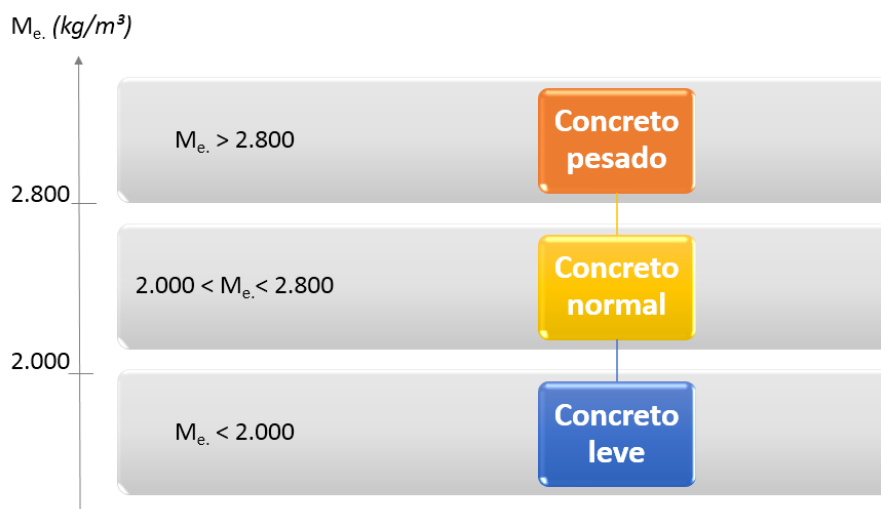 Me. (kg/m³)
Me. > 2.800
Concreto
pesado
2.800
2.000 < Me.< 2.800
Concreto
normal
2.000
Me. < 2.000
Concreto
leve